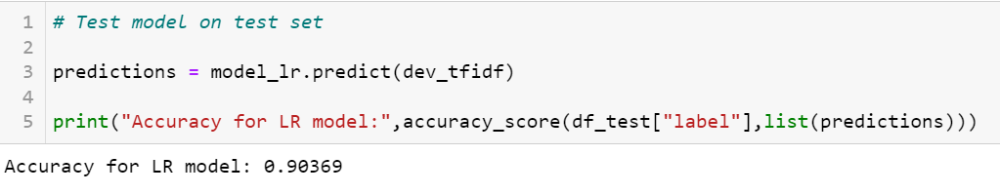 1 # Test model on test set
2
3 predictions = model_lr.predict(dev_tfidf)
4
5 print("Accuracy for LR model:",accuracy_score(df_test["label"],list(predictions)))
Accuracy for LR model: 0.90369